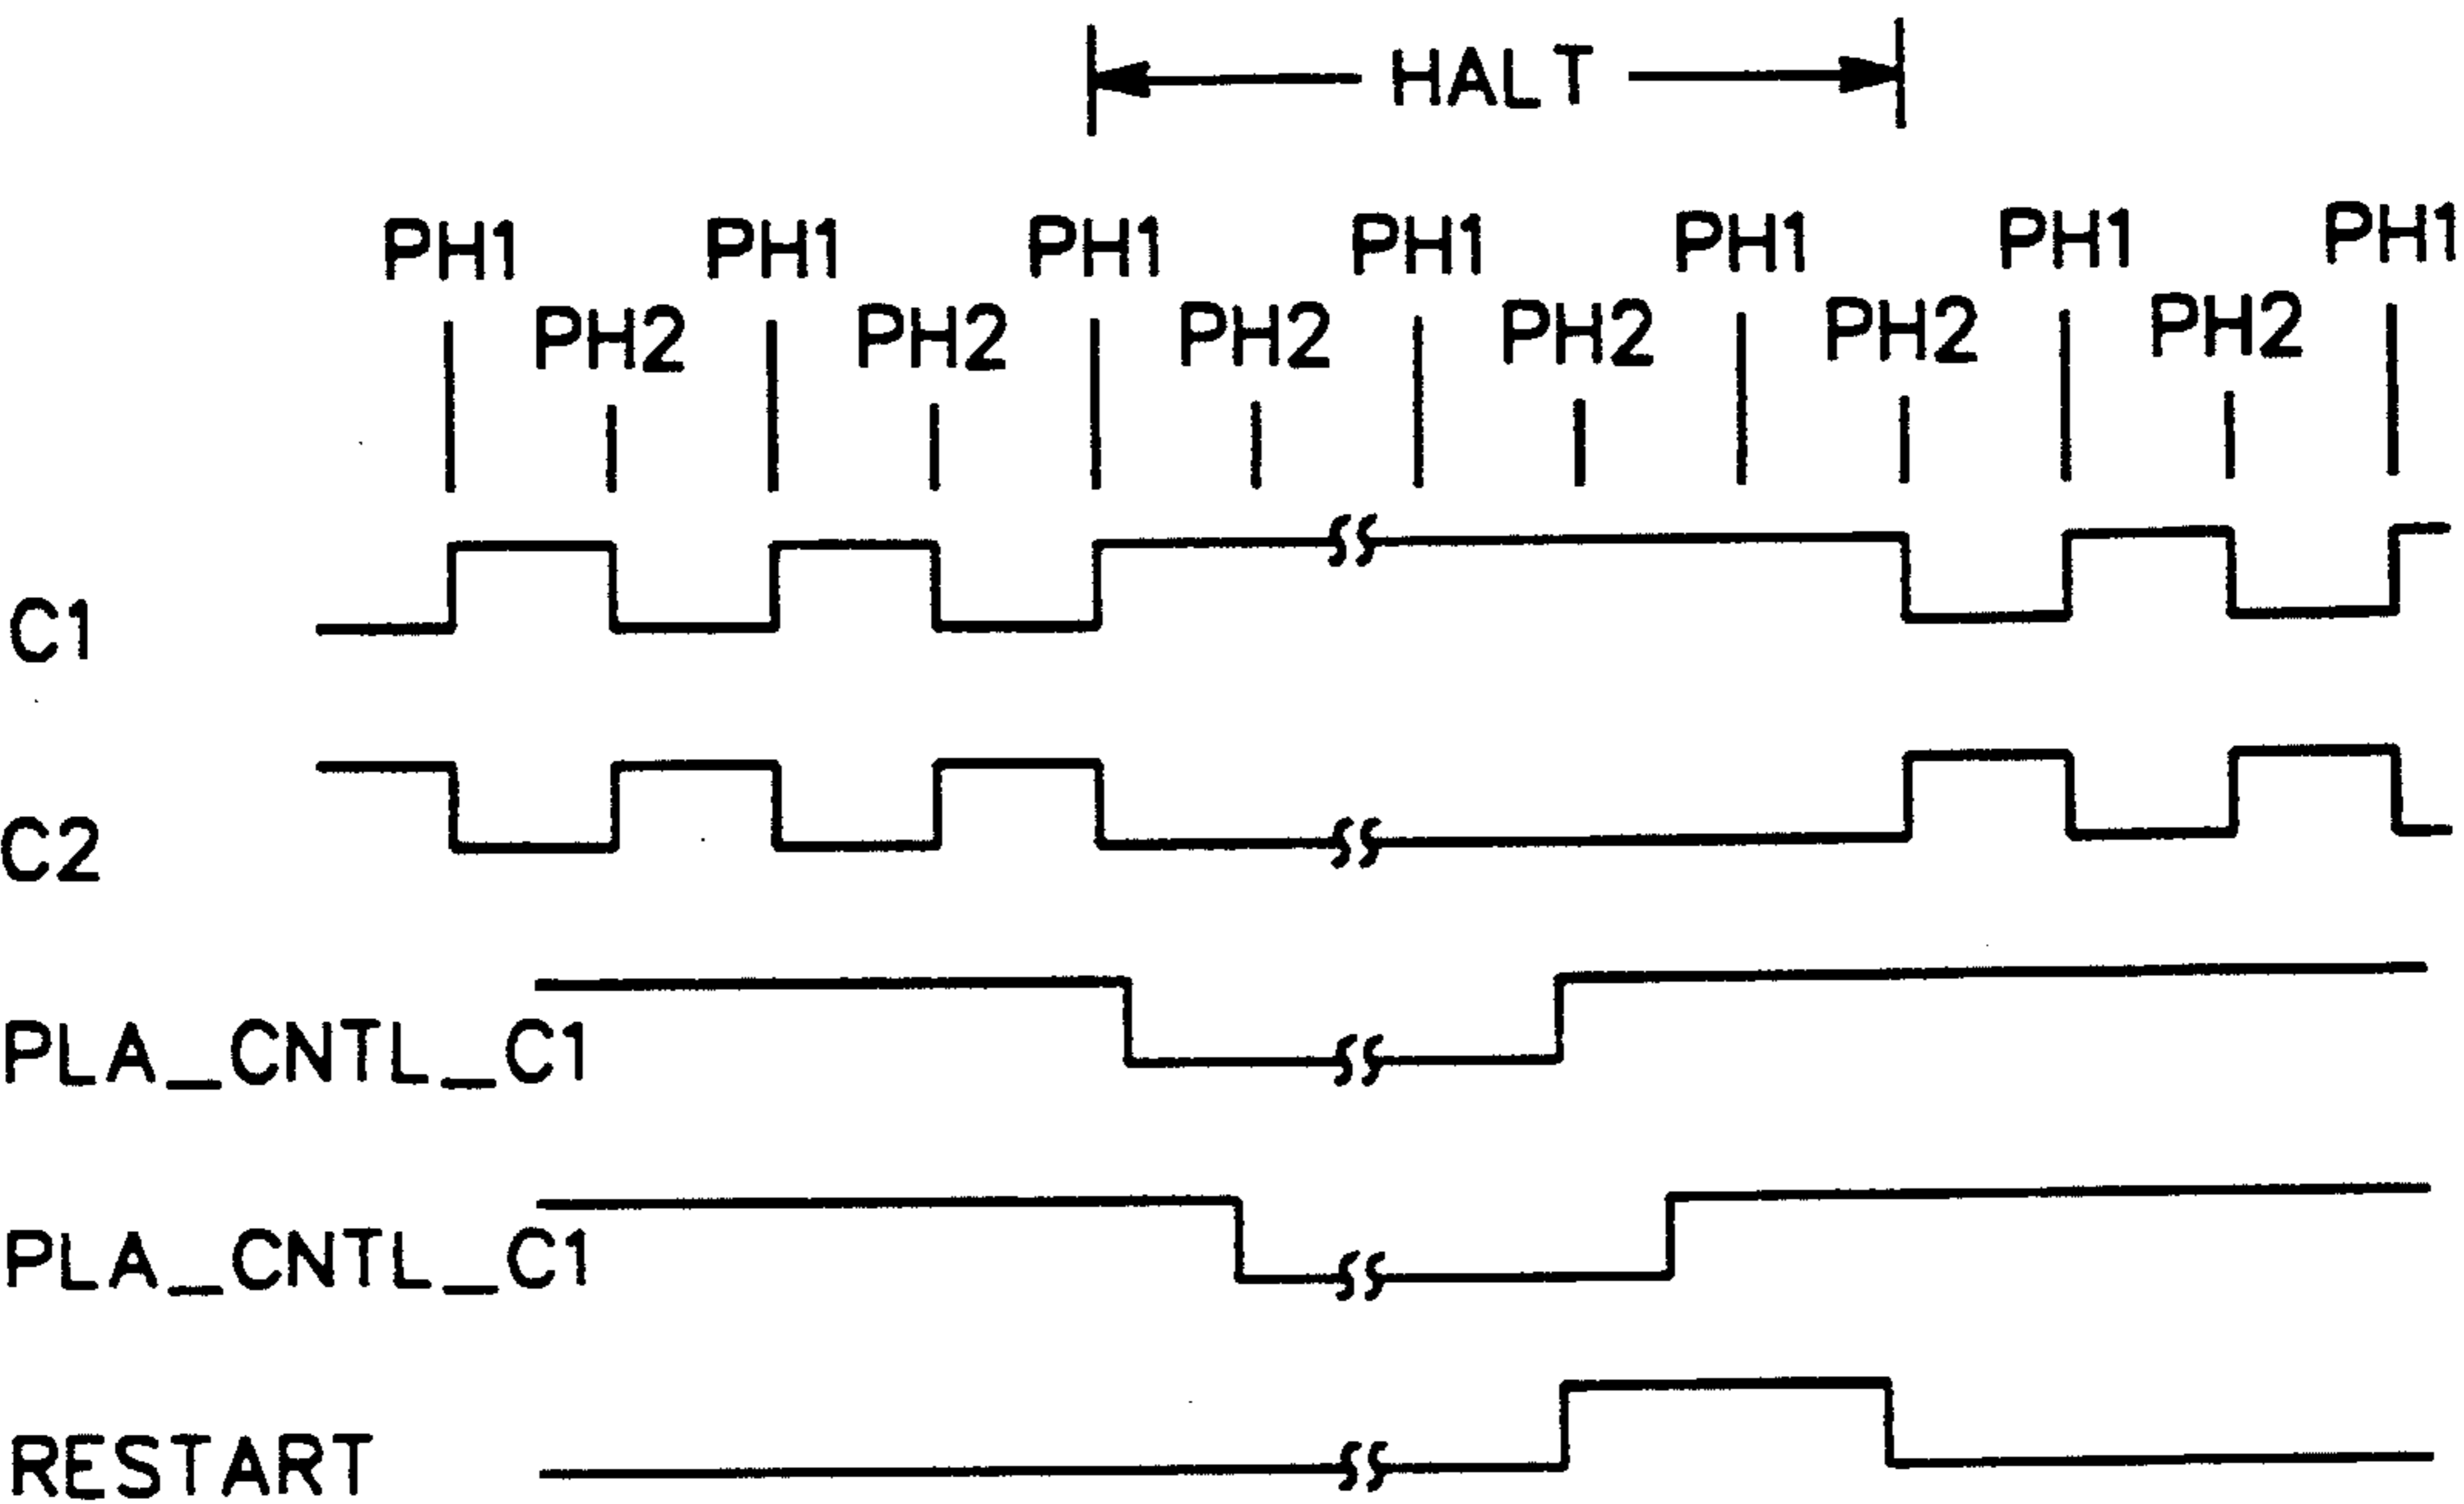 HALT
PH1 PH1 PH1 PH1 PH1 PH1 PH1
PH2 PH2 PH2 PH2 PH2 PH2
C1
C2
PLA_CNTL_C1
PLA_CNTL_C1
RESTART